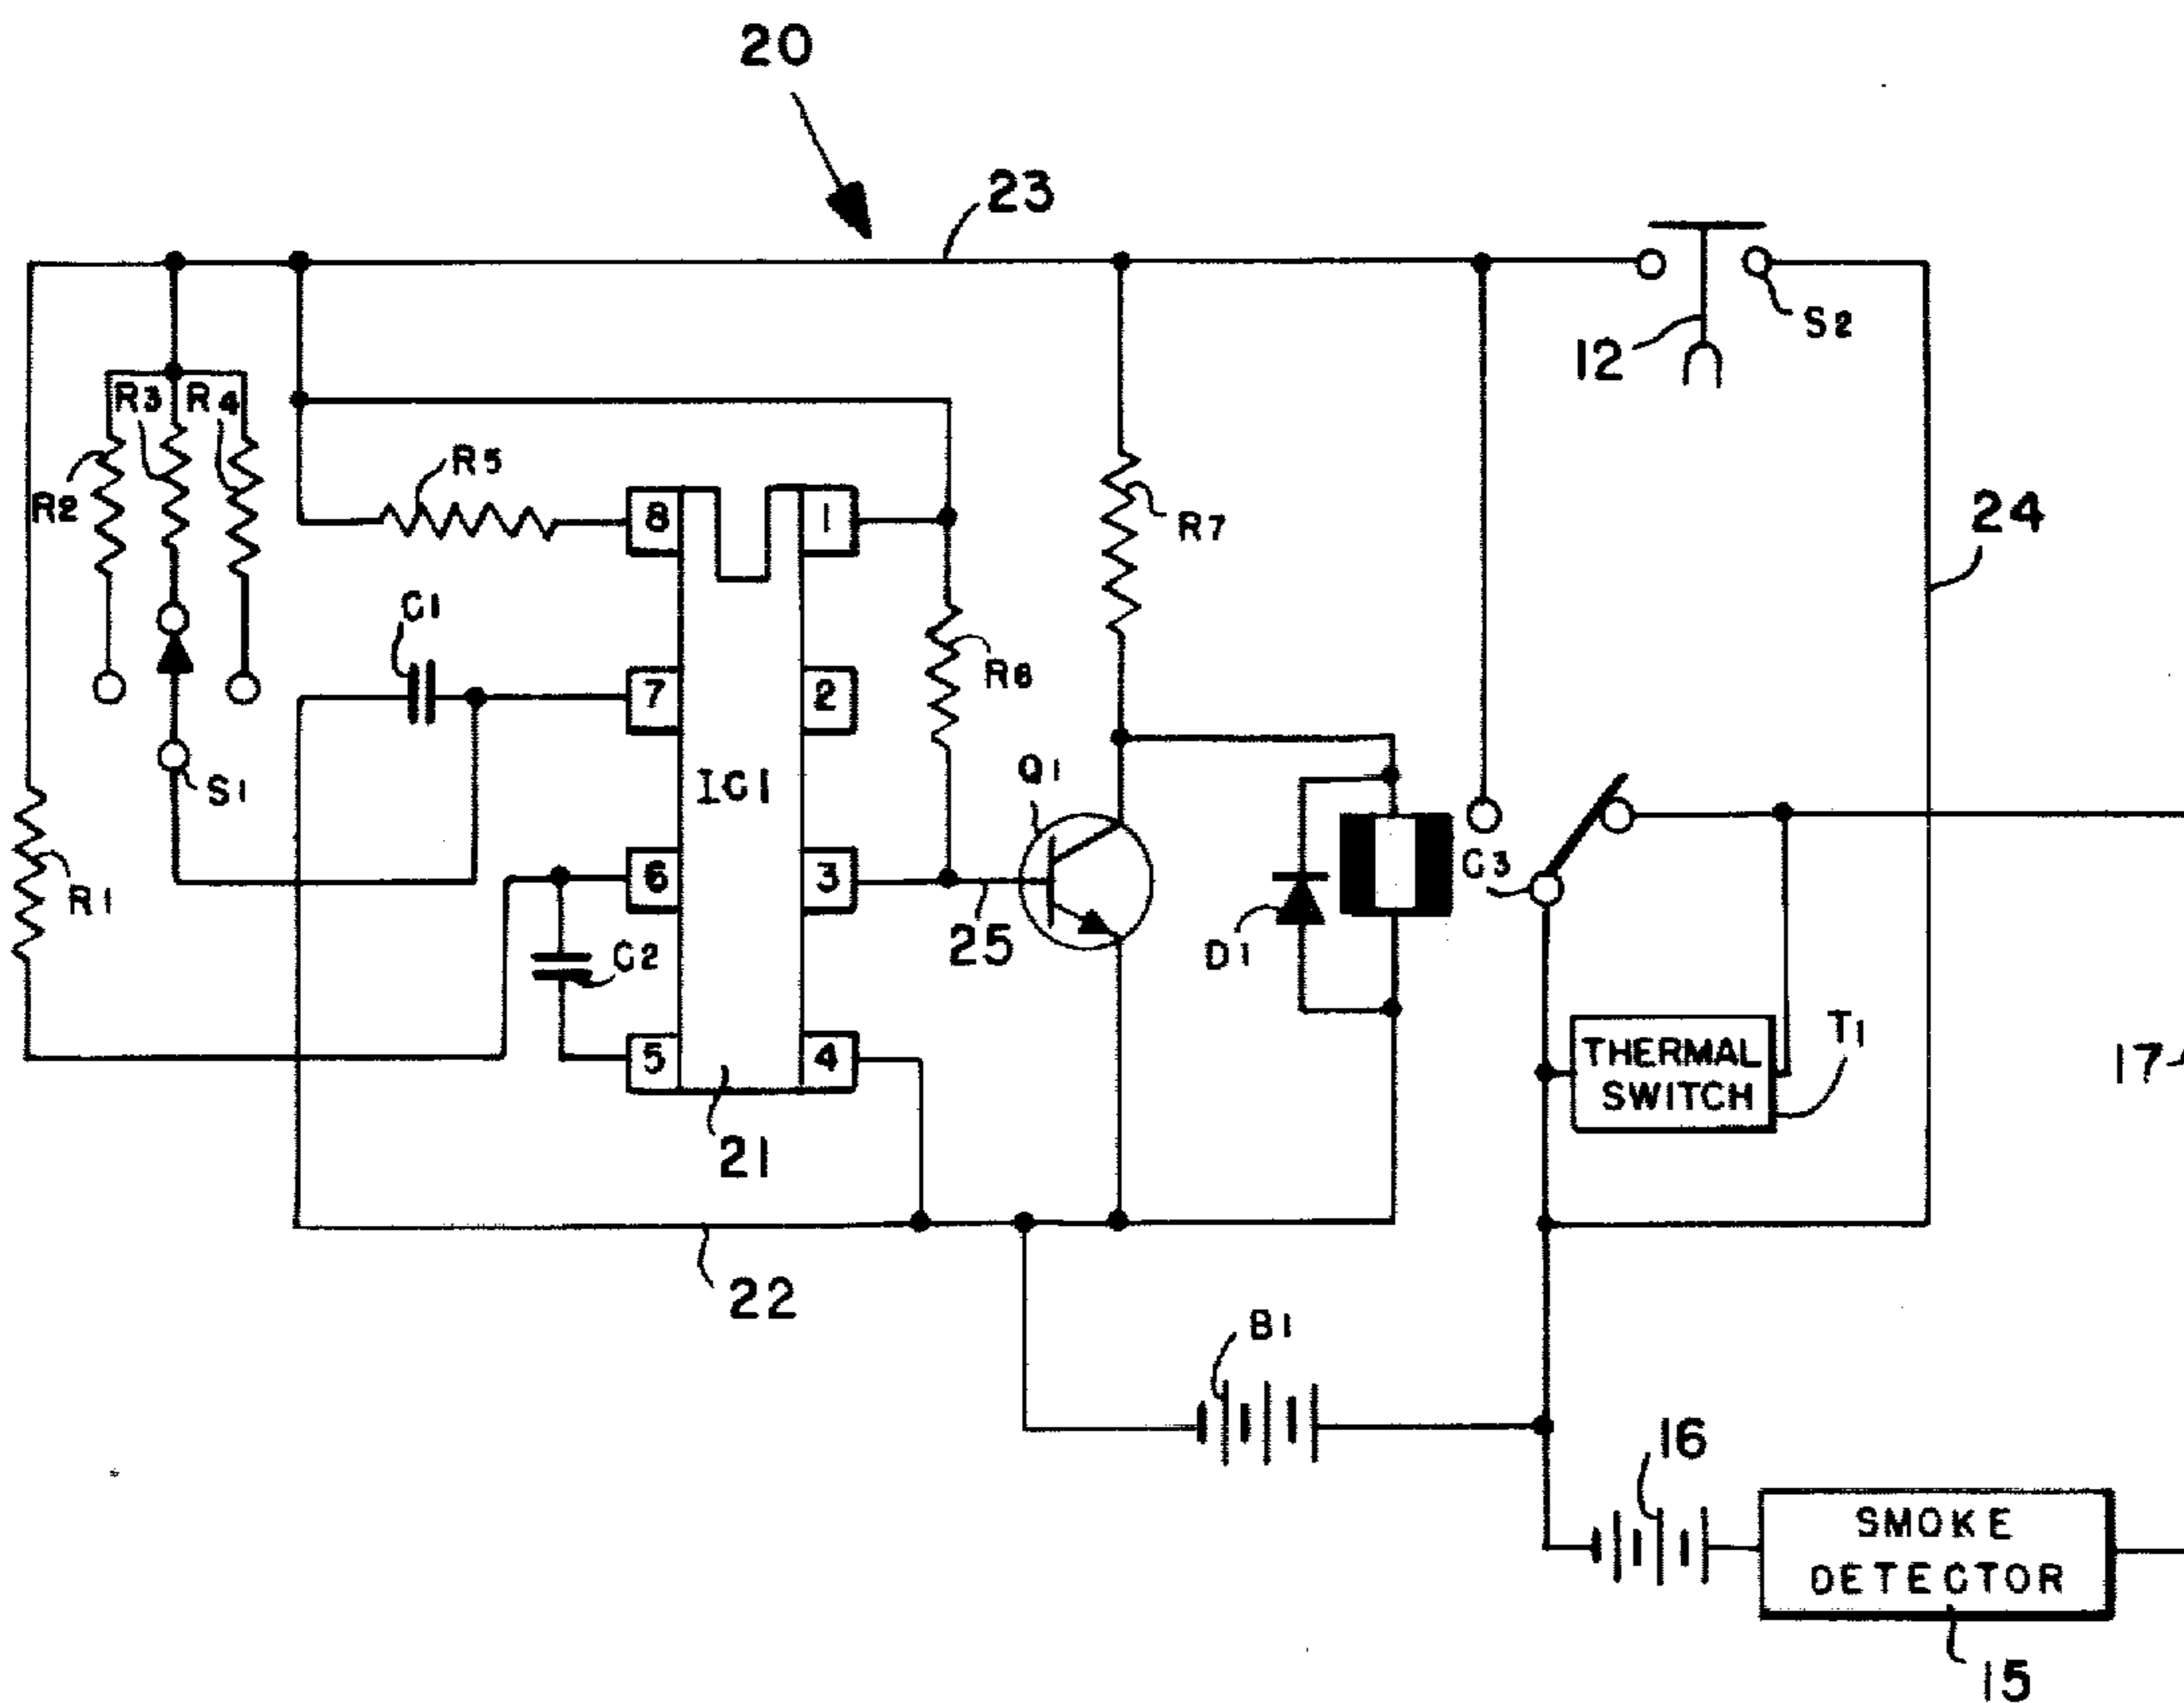 20
23
S2
12
R3 R4
R5
R2
8 1
R7
24
C1
R6
7 2
S1
IC1
Q1
6 3
C3
R1
25
C2
D1
5 4
THERMAL
SWITCH
T1
17
21
22
B1
16
SMOKE
DETECTOR
15